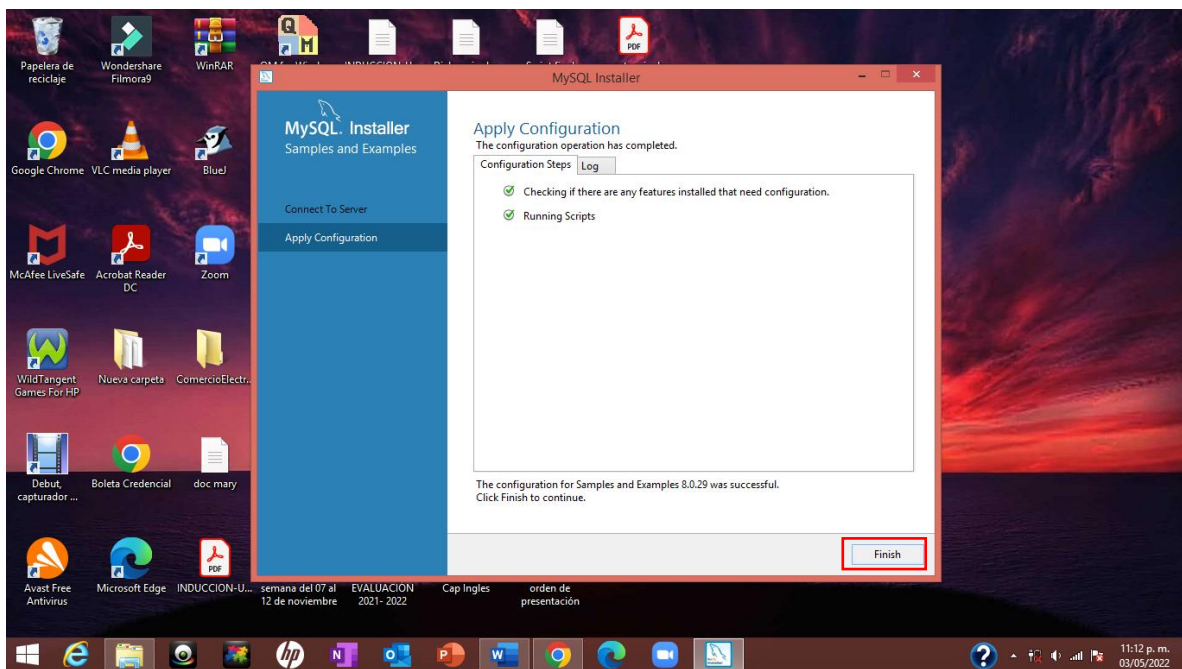 Papelera de
reciclaje
Wondershare
Filmora9
WinRAR
PDF
MySQL Installer
MySQL. Installer
Samples and Examples
Connect To Server
Apply Configuration
Apply Configuration
The configuration operation has completed.
Configuration Steps
Log
Checking if there are any features installed that need configuration.
Running Scripts
The configuration for Samples and Examples 8.0.29 was successful.
Click Finish to continue.
Finish
Google Chrome
VLC media player
BlueJ
McAfee LiveSafe
Acrobat Reader
DC
Zoom
WildTangent
Games For HP
Nueva carpeta
ComercioElectr...
Debut,
capturador ...
Boleta Credencial
doc mary
Avast Free
Antivirus
Microsoft Edge
PDF
INDUCCION-U...
semana del 07 al
12 de noviembre
EVALUACION
2021- 2022
Cap Ingles
orden de
presentación
11:12 p. m.
03/05/2022